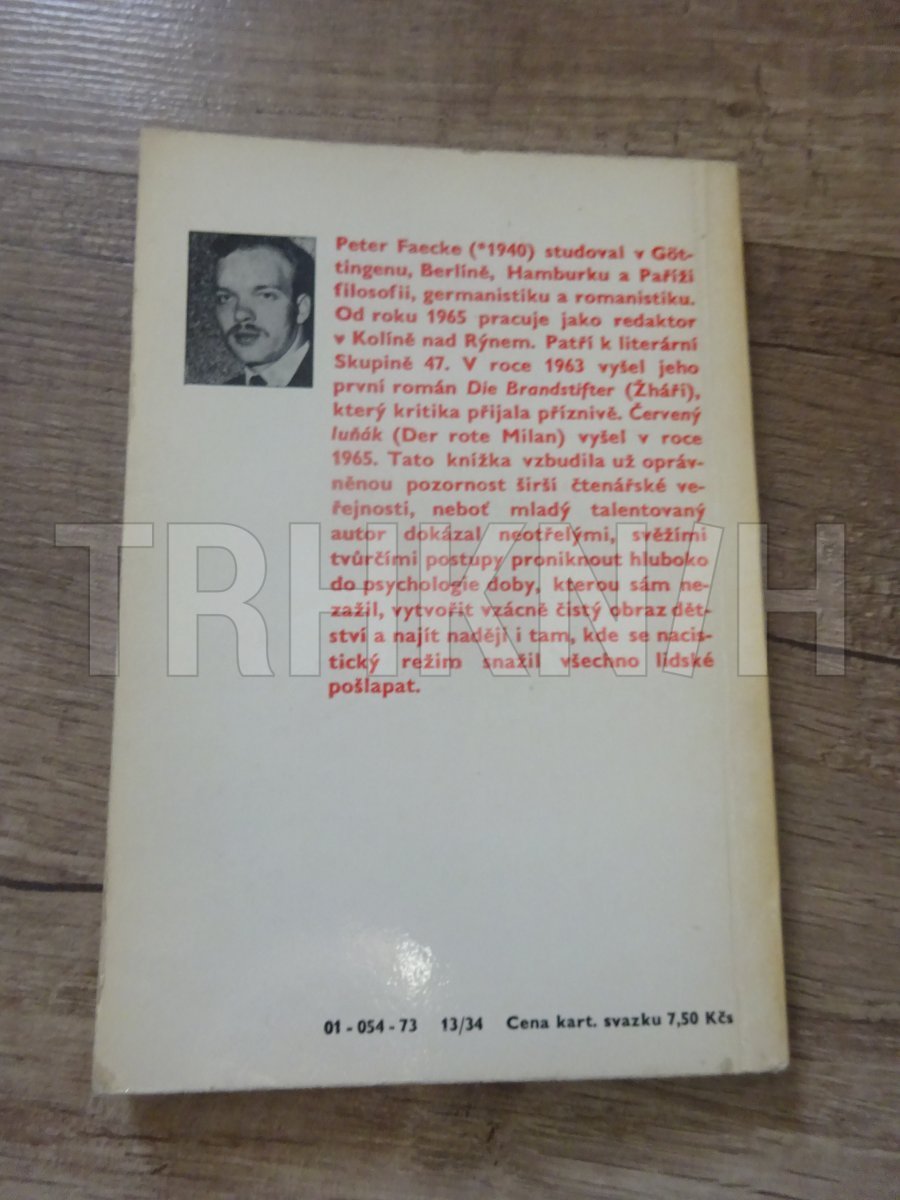 Peter Faecke (*1940) studoval v Göt-
tingenu, Berlíně, Hamburku a Paříži
filosofii, germanistiku a romanistiku.
Od roku 1965 pracuje jako redaktor
v Kolíně nad Rýnem. Patří k literární
Skupině 47. V roce 1963 vyšel jeho
první román Die Brandstifter (Žháři),
který kritika přijala příznivě. Červený
luňák (Der rote Milan) vyšel v roce
1965. Tato knížka vzbudila už opráv-
něnou pozornost širší čtenářské ve-
řejnosti, neboť mladý talentovaný
autor dokázal neotřelými, svěžími
tvůrčími postupy proniknout hluboko
do psychologie doby, kterou sám ne-
zažil, vytvořit vzácně čistý obraz dět-
ství a najít naději i tam, kde se nacis-
tický režim snažil všechno lidské
pošlapat.
TRHKNIH
01 - 054 - 73 13/34 Cena kart. svazku 7,50 Kčs